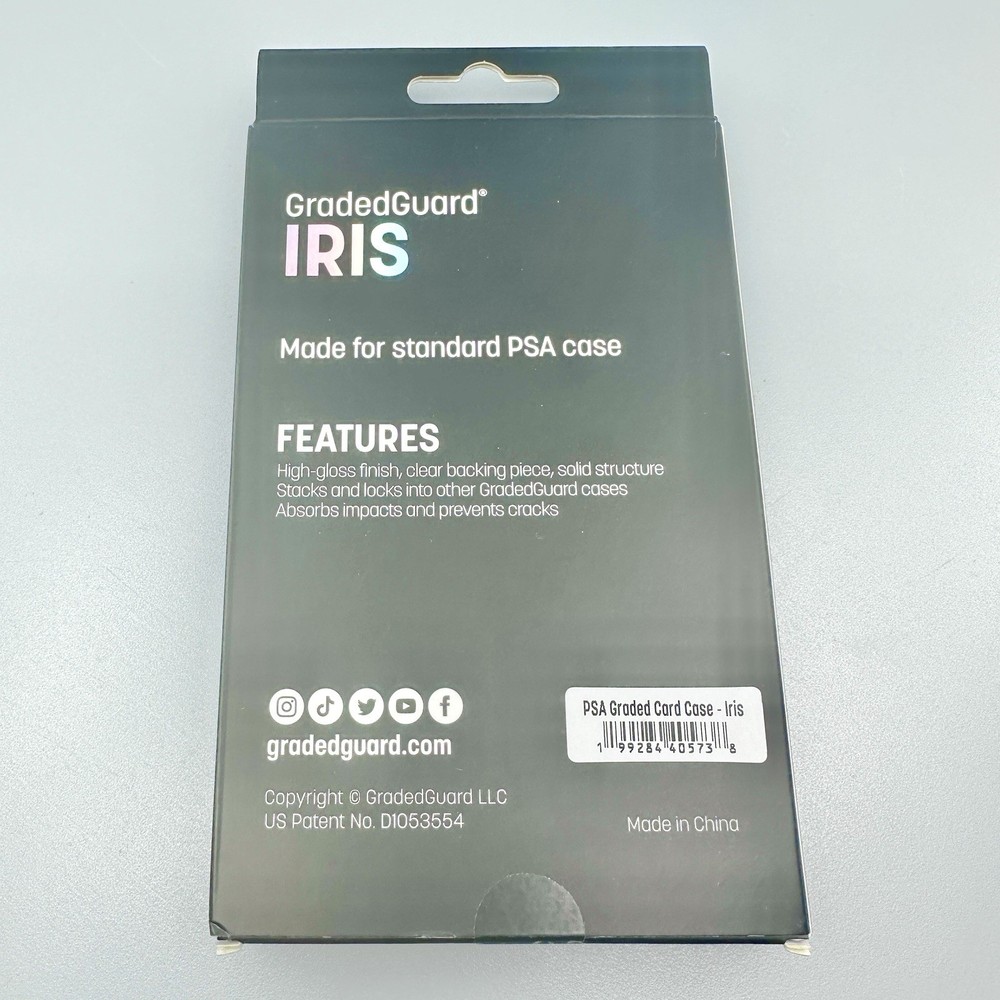 GradedGuard®
IRIS
Made for standard PSA case
FEATURES
High-gloss finish, clear backing piece, solid structure
Stacks and locks into other GradedGuard cases
Absorbs impacts and prevents cracks
gradedguard.com
PSA Graded Card Case - Iris
1 99284 40573 8
Copyright © GradedGuard LLC
US Patent No. D1053554
Made in China